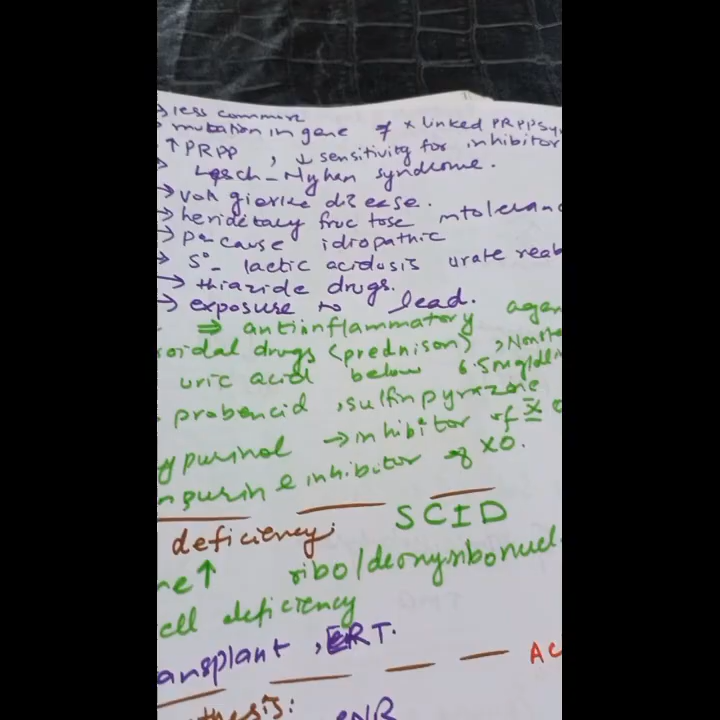 → less common
mutation in gene of x linked PRPP sy
↑ PRPP , ↓ sensitivity for inhibitor
Lesch-Nyhan syndrome.
→ von gierke disease.
→ heriditary fructose intoleran
→ cause idiopathic
→ S°- lactic acidosis urate reab
→ thiazide drugs.
→ exposure to lead.
⇒ antiinflammatory agen
roidal drugs (prednison), Nonste
uric acid below 6.5mg/dl
probencid , sulfinpyrazone
ypurinol → inhibitor of X O
purine inhibitor of XO.
deficiency: SCID
ne↑ ribo/deoxyribonucl
cell deficiency
ansplant , ERT.
AC
thesis: